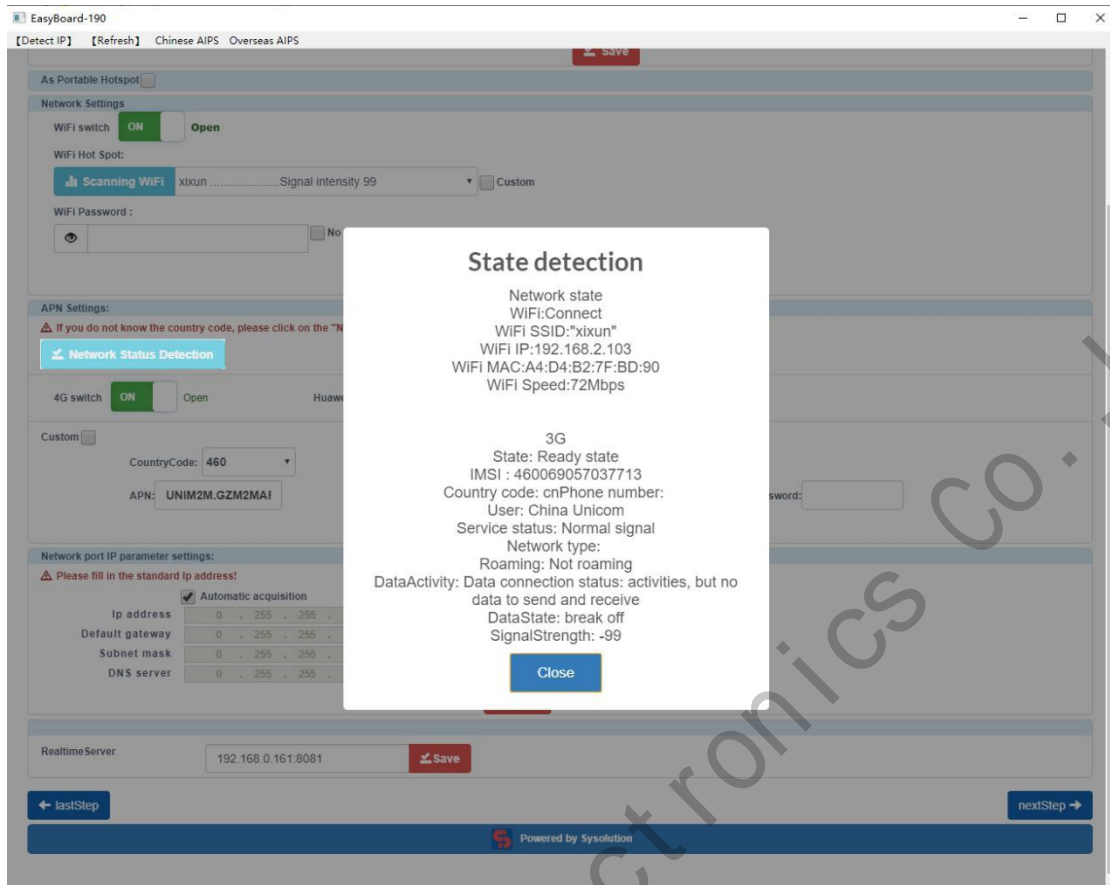 EasyBoard-190
【Detect IP】 【Refresh】 Chinese AIPS Overseas AIPS
Save
As Portable Hotspot
Network Settings
WiFi switch ON Open
WiFi Hot Spot:
Scanning WiFi xixun ......................Signal intensity 99 Custom
WiFi Password :
No
APN Settings:
If you do not know the country code, please click on the "N
Network Status Detection
4G switch ON Open Huawe
Custom
CountryCode: 460
APN: UNIM2M.GZM2MAF
sword:
Network port IP parameter settings:
Please fill in the standard Ip address!
Automatic acquisition
Ip address 0 . 255 . 255 .
Default gateway 0 . 255 . 255 .
Subnet mask 0 . 255 . 255 .
DNS server 0 . 255 . 255 .
State detection
Network state
WiFi:Connect
WiFi SSID:"xixun"
WiFi IP:192.168.2.103
WiFi MAC:A4:D4:B2:7F:BD:90
WiFi Speed:72Mbps
3G
State: Ready state
IMSI : 460069057037713
Country code: cnPhone number:
User: China Unicom
Service status: Normal signal
Network type:
Roaming: Not roaming
DataActivity: Data connection status: activities, but no
data to send and receive
DataState: break off
SignalStrength: -99
Close
RealtimeServer 192.168.0.161:8081 Save
lastStep nextStep
Powered by Sysolution
ctronics Co.